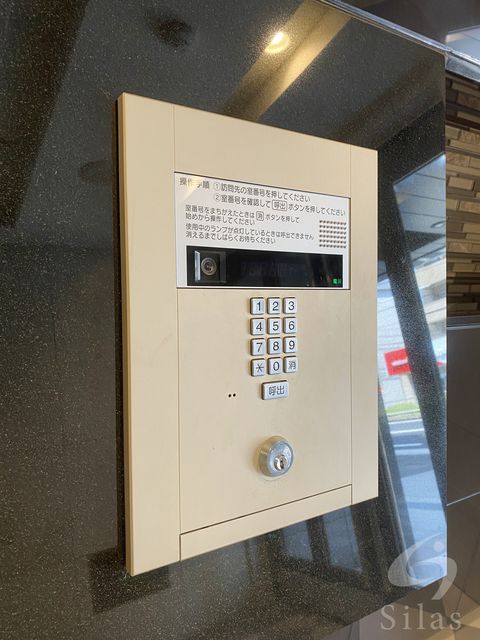 操作手順 ①訪問先の室番号を押してください
②室番号を確認して 呼出 ボタンを押してください
室番号をまちがえたときは 消 ボタンを押して
始めから操作してください
使用中のランプが点灯しているときは呼出できません
消えるまでしばらくお待ちください
1 2 3
4 5 6
7 8 9
* 0 消
呼出
Silas